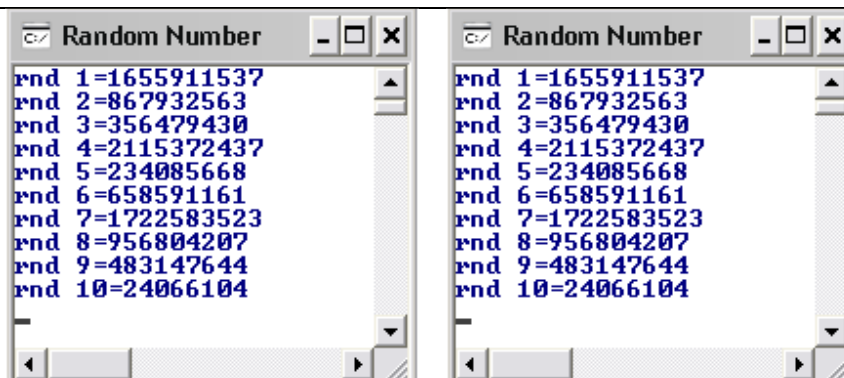 Random Number
rnd 1=1655911537
rnd 2=867932563
rnd 3=356479430
rnd 4=2115372437
rnd 5=234085668
rnd 6=658591161
rnd 7=1722583523
rnd 8=956804207
rnd 9=483147644
rnd 10=24066104
Random Number
rnd 1=1655911537
rnd 2=867932563
rnd 3=356479430
rnd 4=2115372437
rnd 5=234085668
rnd 6=658591161
rnd 7=1722583523
rnd 8=956804207
rnd 9=483147644
rnd 10=24066104